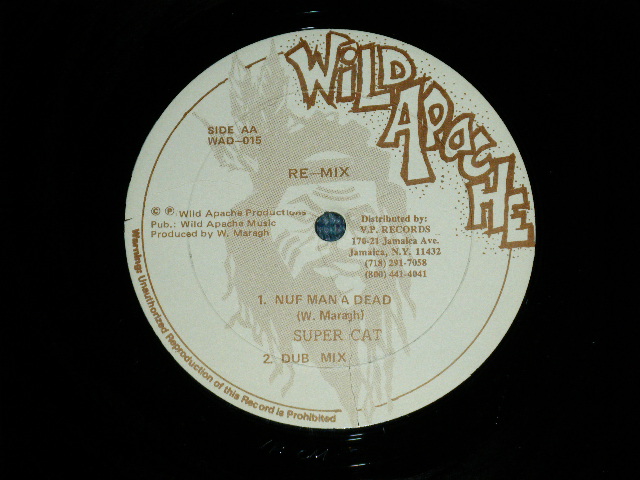 WILD
APACHE
SIDE AA
WAD-015
RE-MIX
© ℗ Wild Apache Productions
Pub.: Wild Apache Music
Produced by W. Maragh
Distributed by:
V.P. RECORDS
170-21 Jamaica Ave.
Jamaica, N.Y. 11432
(718) 291-7058
(800) 441-4041
1. NUF MAN A DEAD
(W. Maragh)
SUPER CAT
2. DUB MIX
Warning: Unauthorized Reproduction of this Record is Prohibited